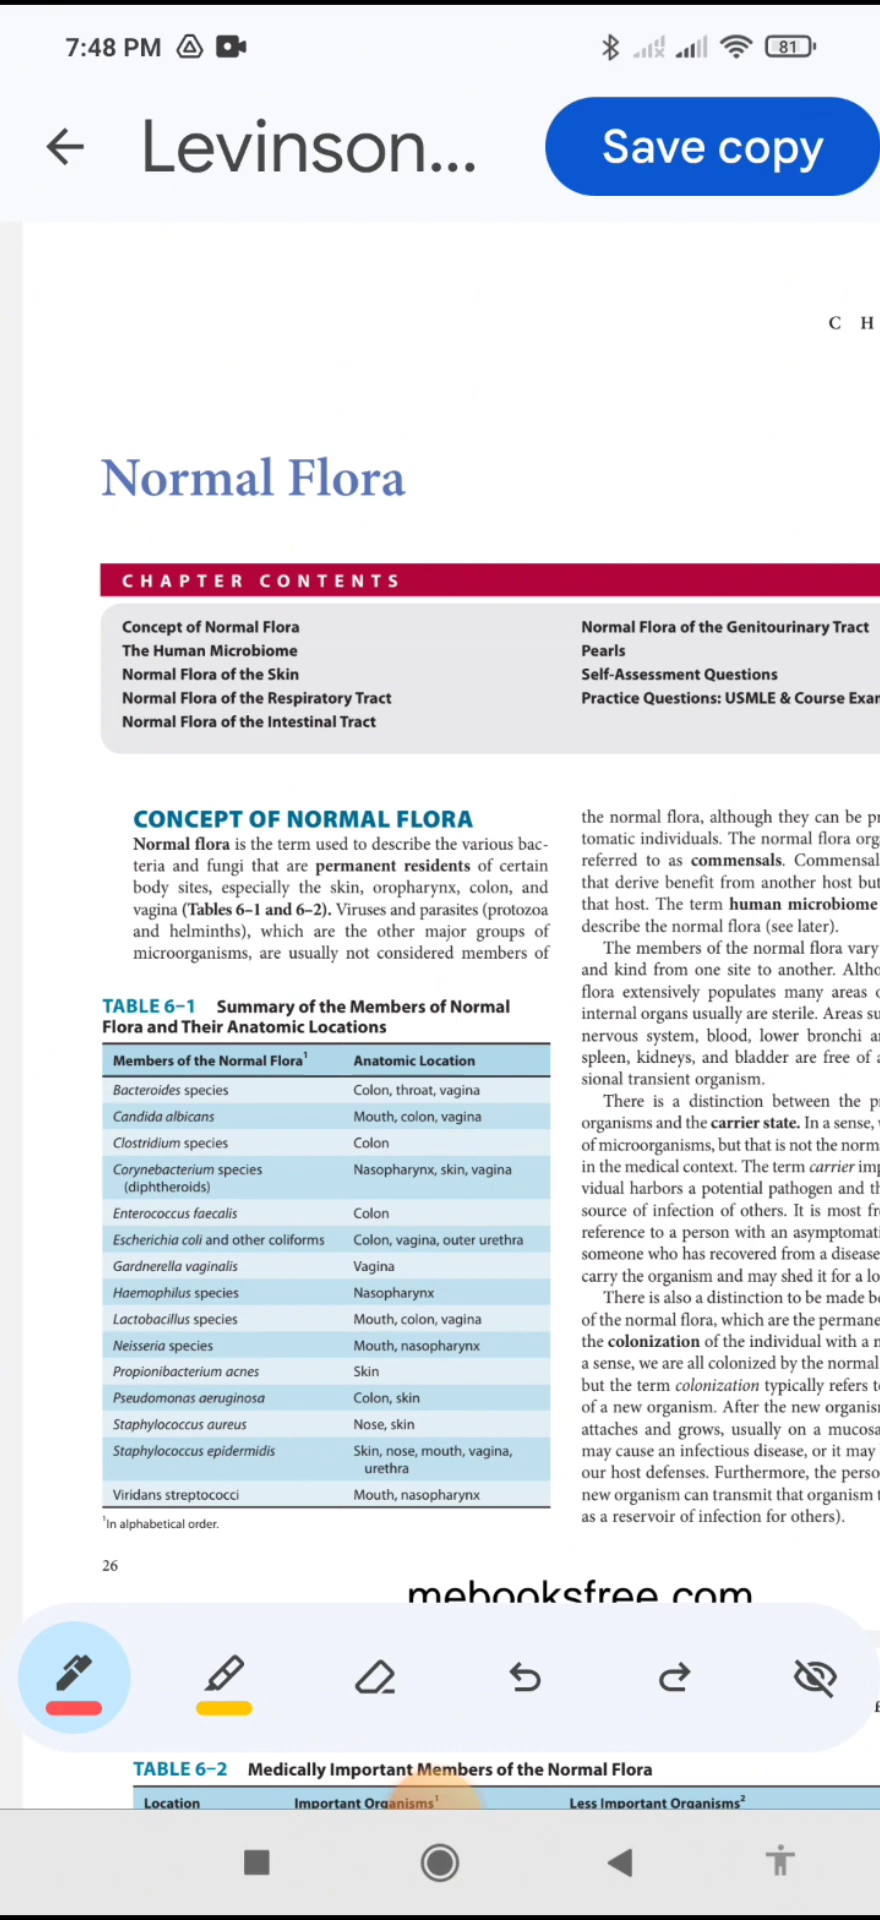 7:48 PM
81
Levinson...
Save copy
C H
Normal Flora
CHAPTER CONTENTS
Concept of Normal Flora
The Human Microbiome
Normal Flora of the Skin
Normal Flora of the Respiratory Tract
Normal Flora of the Intestinal Tract
Normal Flora of the Genitourinary Tract
Pearls
Self-Assessment Questions
Practice Questions: USMLE & Course Exar
CONCEPT OF NORMAL FLORA
Normal flora is the term used to describe the various bac-
teria and fungi that are permanent residents of certain
body sites, especially the skin, oropharynx, colon, and
vagina (Tables 6–1 and 6–2). Viruses and parasites (protozoa
and helminths), which are the other major groups of
microorganisms, are usually not considered members of
TABLE 6–1 Summary of the Members of Normal
Flora and Their Anatomic Locations
Members of the Normal Flora1 Anatomic Location
Bacteroides species Colon, throat, vagina
Candida albicans Mouth, colon, vagina
Clostridium species Colon
Corynebacterium species Nasopharynx, skin, vagina
(diphtheroids)
Enterococcus faecalis Colon
Escherichia coli and other coliforms Colon, vagina, outer urethra
Gardnerella vaginalis Vagina
Haemophilus species Nasopharynx
Lactobacillus species Mouth, colon, vagina
Neisseria species Mouth, nasopharynx
Propionibacterium acnes Skin
Pseudomonas aeruginosa Colon, skin
Staphylococcus aureus Nose, skin
Staphylococcus epidermidis Skin, nose, mouth, vagina,
urethra
Viridans streptococci Mouth, nasopharynx
1In alphabetical order.
26
the normal flora, although they can be pr
tomatic individuals. The normal flora org
referred to as commensals. Commensal
that derive benefit from another host but
that host. The term human microbiome
describe the normal flora (see later).
The members of the normal flora vary
and kind from one site to another. Altho
flora extensively populates many areas o
internal organs usually are sterile. Areas su
nervous system, blood, lower bronchi a
spleen, kidneys, and bladder are free of a
sional transient organism.
There is a distinction between the p
organisms and the carrier state. In a sense,
of microorganisms, but that is not the norm
in the medical context. The term carrier imp
vidual harbors a potential pathogen and th
source of infection of others. It is most fr
reference to a person with an asymptomati
someone who has recovered from a disease
carry the organism and may shed it for a lo
There is also a distinction to be made b
of the normal flora, which are the permane
the colonization of the individual with a n
a sense, we are all colonized by the normal
but the term colonization typically refers t
of a new organism. After the new organis
attaches and grows, usually on a mucosa
may cause an infectious disease, or it may
our host defenses. Furthermore, the perso
new organism can transmit that organism t
as a reservoir of infection for others).
mebooksfree.com
TABLE 6–2 Medically Important Members of the Normal Flora
Location Important Organisms1 Less Important Organisms2